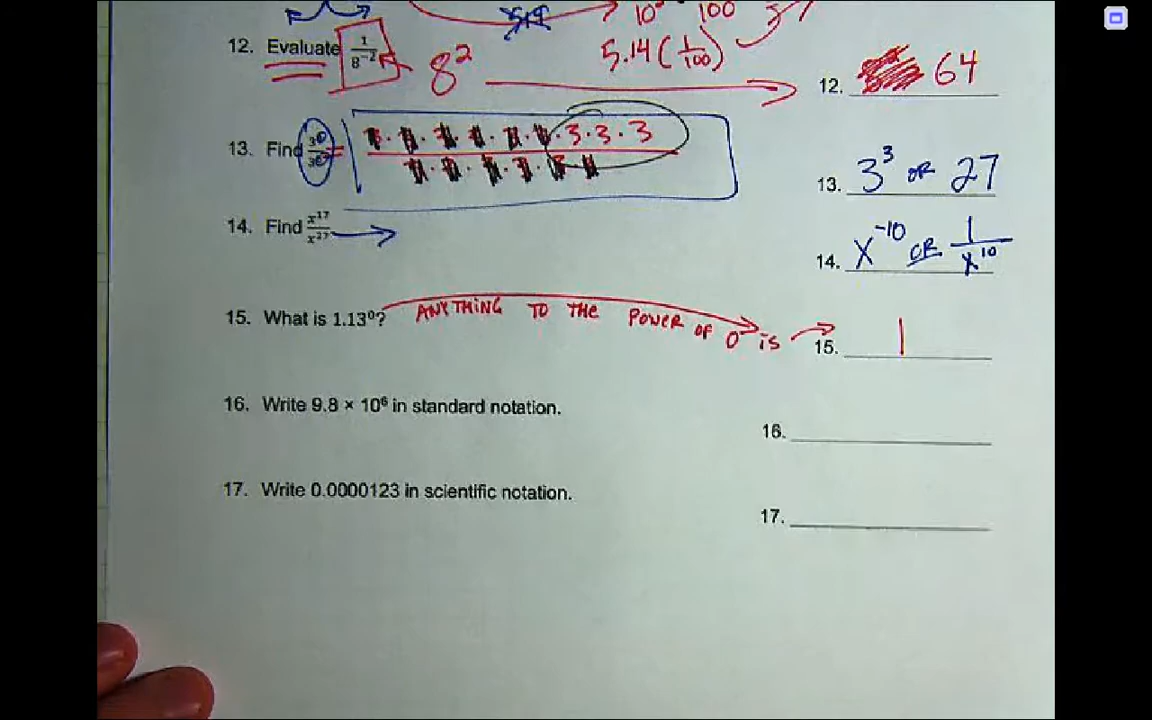 10 100
12. Evaluate 1/8⁻² 8² 5.14(1/100) 12. 64
13. Find = 3 · 3 · 3 13. 3³ OR 27
14. Find x¹⁷/x²⁷ 14. x⁻¹⁰ OR 1/x¹⁰
15. What is 1.13⁰? ANYTHING TO THE POWER OF 0 is 15. 1
16. Write 9.8 × 10⁶ in standard notation.
16.
17. Write 0.0000123 in scientific notation.
17.